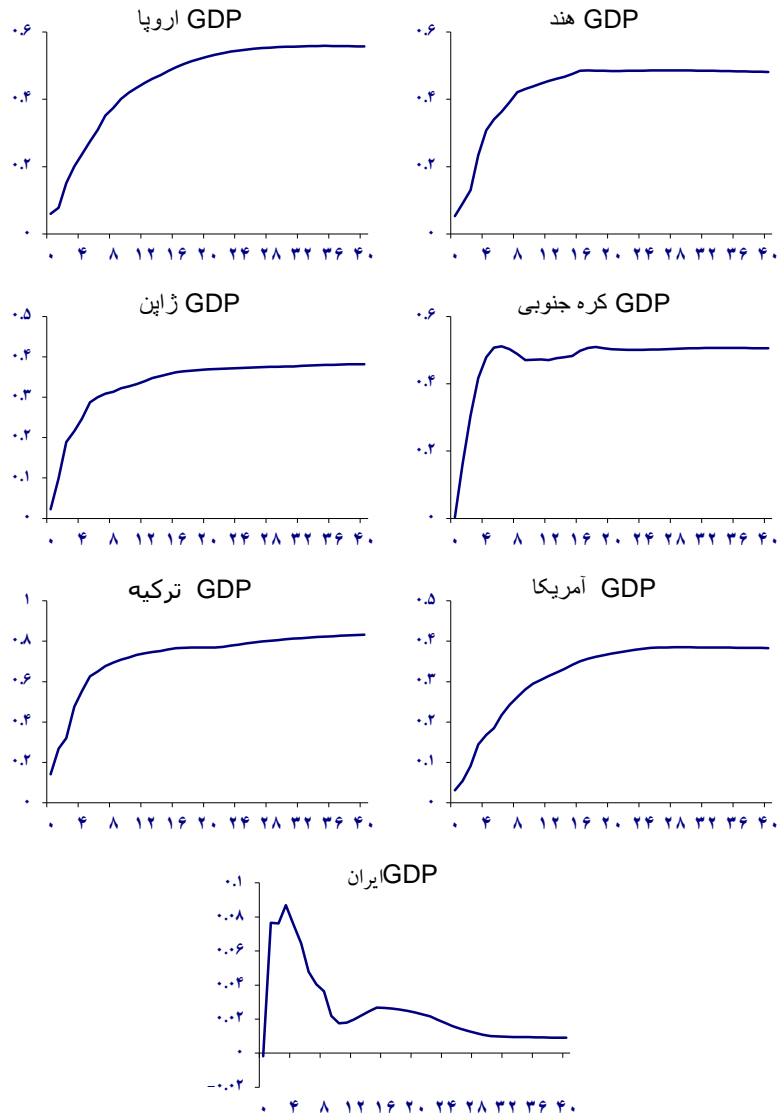 GDP هند
۰.۶
۰.۴
۰.۲
۰
۰ ۴ ۸ ۱۲ ۱۶ ۲۰ ۲۴ ۲۸ ۳۲ ۳۶ ۴۰
GDP اروپا
۰.۶
۰.۴
۰.۲
۰
۰ ۴ ۸ ۱۲ ۱۶ ۲۰ ۲۴ ۲۸ ۳۲ ۳۶ ۴۰
GDP کره جنوبی
۰.۶
۰.۴
۰.۲
۰
۰ ۴ ۸ ۱۲ ۱۶ ۲۰ ۲۴ ۲۸ ۳۲ ۳۶ ۴۰
GDP ژاپن
۰.۵
۰.۴
۰.۳
۰.۲
۰.۱
۰
۰ ۴ ۸ ۱۲ ۱۶ ۲۰ ۲۴ ۲۸ ۳۲ ۳۶ ۴۰
GDP آمریکا
۰.۵
۰.۴
۰.۳
۰.۲
۰.۱
۰
۰ ۴ ۸ ۱۲ ۱۶ ۲۰ ۲۴ ۲۸ ۳۲ ۳۶ ۴۰
GDP ترکیه
۱
۰.۸
۰.۶
۰.۴
۰.۲
۰
۰ ۴ ۸ ۱۲ ۱۶ ۲۰ ۲۴ ۲۸ ۳۲ ۳۶ ۴۰
GDPایران
۰.۱
۰.۰۸
۰.۰۶
۰.۰۴
۰.۰۲
۰
-۰.۰۲
۰ ۴ ۸ ۱۲ ۱۶ ۲۰ ۲۴ ۲۸ ۳۲ ۳۶ ۴۰